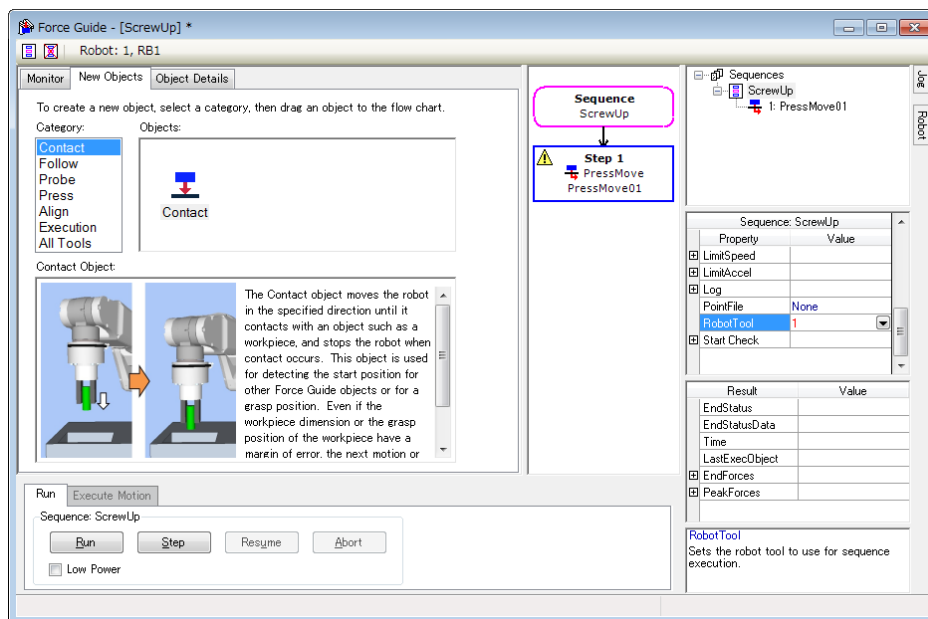 Force Guide - [ScrewUp] *
Robot: 1, RB1
Monitor New Objects Object Details
To create a new object, select a category, then drag an object to the flow chart.
Category: Objects:
Contact
Follow
Probe
Press
Align
Execution
All Tools
Contact
Contact Object:
The Contact object moves the robot
in the specified direction until it
contacts with an object such as a
workpiece, and stops the robot when
contact occurs. This object is used
for detecting the start position for
other Force Guide objects or for a
grasp position. Even if the
workpiece dimension or the grasp
position of the workpiece have a
margin of error, the next motion or
Run Execute Motion
Sequence: ScrewUp
Run Step Resume Abort
Low Power
Sequence
ScrewUp
Step 1
PressMove
PressMove01
Sequences
ScrewUp
1: PressMove01
Jog
Robot
Sequence: ScrewUp
Property Value
LimitSpeed
LimitAccel
Log
PointFile None
RobotTool 1
Start Check
Result Value
EndStatus
EndStatusData
Time
LastExecObject
EndForces
PeakForces
RobotTool
Sets the robot tool to use for sequence
execution.